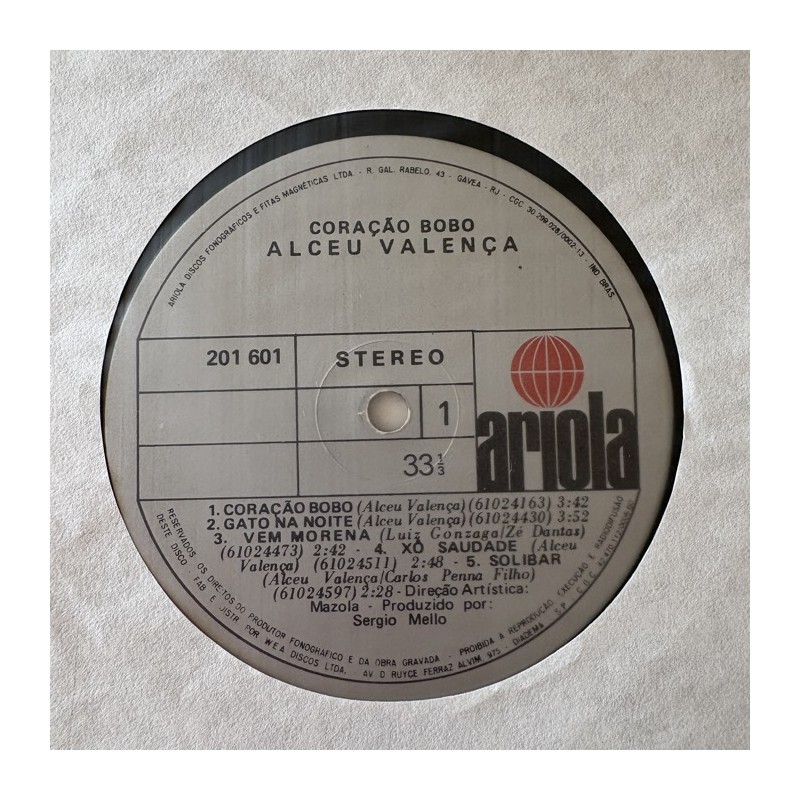 ARIOLA DISCOS FONOGRÁFICOS E FITAS MAGNÉTICAS LTDA. - R. GAL. RABELO, 43 - GÁVEA - RJ - CGC 30.299.028/0002-13 - IND. BRAS.
CORAÇÃO BOBO
ALCEU VALENÇA
201 601
STEREO
1
33⅓
ariola
1. CORAÇÃO BOBO (Alceu Valença) (61024163) 3:42
2. GATO NA NOITE (Alceu Valença) (61024430) 3:52
3. VEM MORENA (Luiz Gonzaga/Zé Dantas)
(61024473) 2:42 - 4. XÔ SAUDADE (Alceu
Valença) (61024511) 2:48 - 5. SOLIBAR
(Alceu Valença/Carlos Penna Filho)
(61024597) 2:28 - Direção Artística:
Mazola - Produzido por:
Sergio Mello
RESERVADOS OS DIRETOS DO PRODUTOR FONOGRÁFICO E DA OBRA GRAVADA - PROIBIDA A REPRODUÇÃO, EXECUÇÃO E RADIODIFUSÃO
DESTE DISCO - FAB E DISTR POR WEA DISCOS LTDA. - AV D RUYCE FERRAZ ALVIM, 975 - DIADEMA - S.P. - C.G.C.